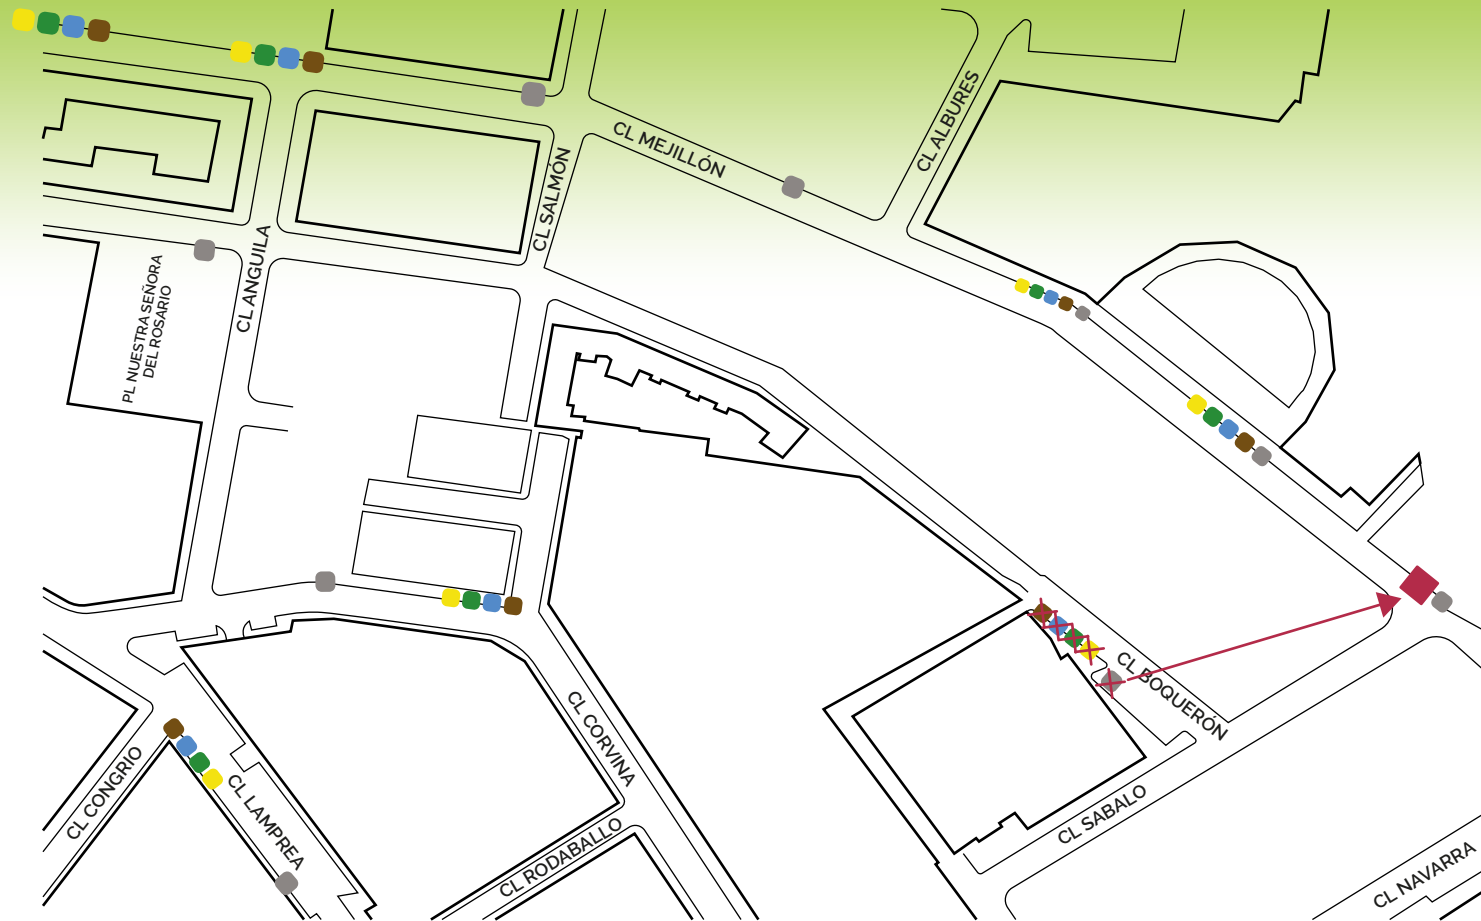 CL MEJILLÓN
CL ALBURES
CL SALMÓN
CL ANGUILA
PL NUESTRA SEÑORA
DEL ROSARIO
CL BOQUERÓN
CL CORVINA
CL CONGRIO
CL LAMPREA
CL RODABALLO
CL SABALO
CL NAVARRA